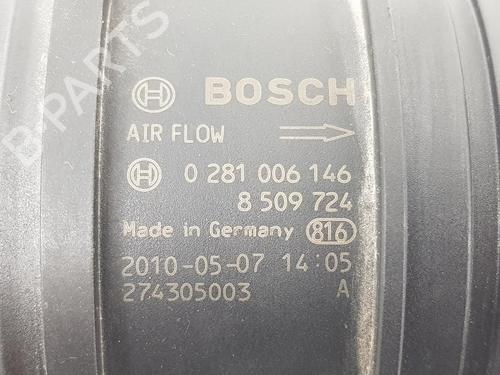 B-PARTS
BOSCH
AIR FLOW
0 281 006 146
8 509 724
Made in Germany 816
2010-05-07 14:05
274305003 A